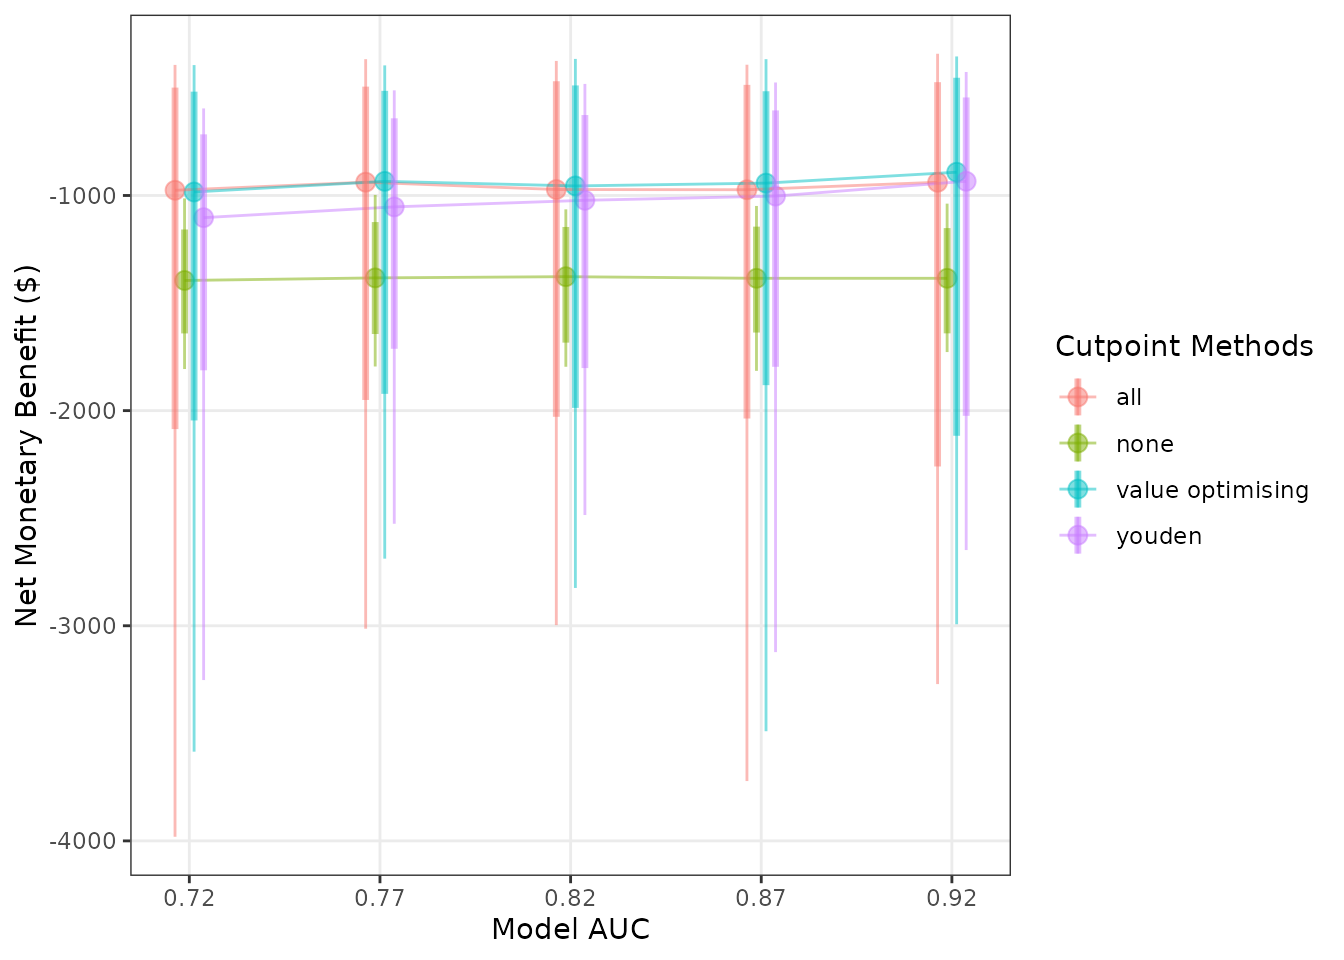 Net Monetary Benefit ($)
-1000
-2000
-3000
-4000
0.72 0.77 0.82 0.87 0.92
Model AUC
Cutpoint Methods
all
none
value optimising
youden